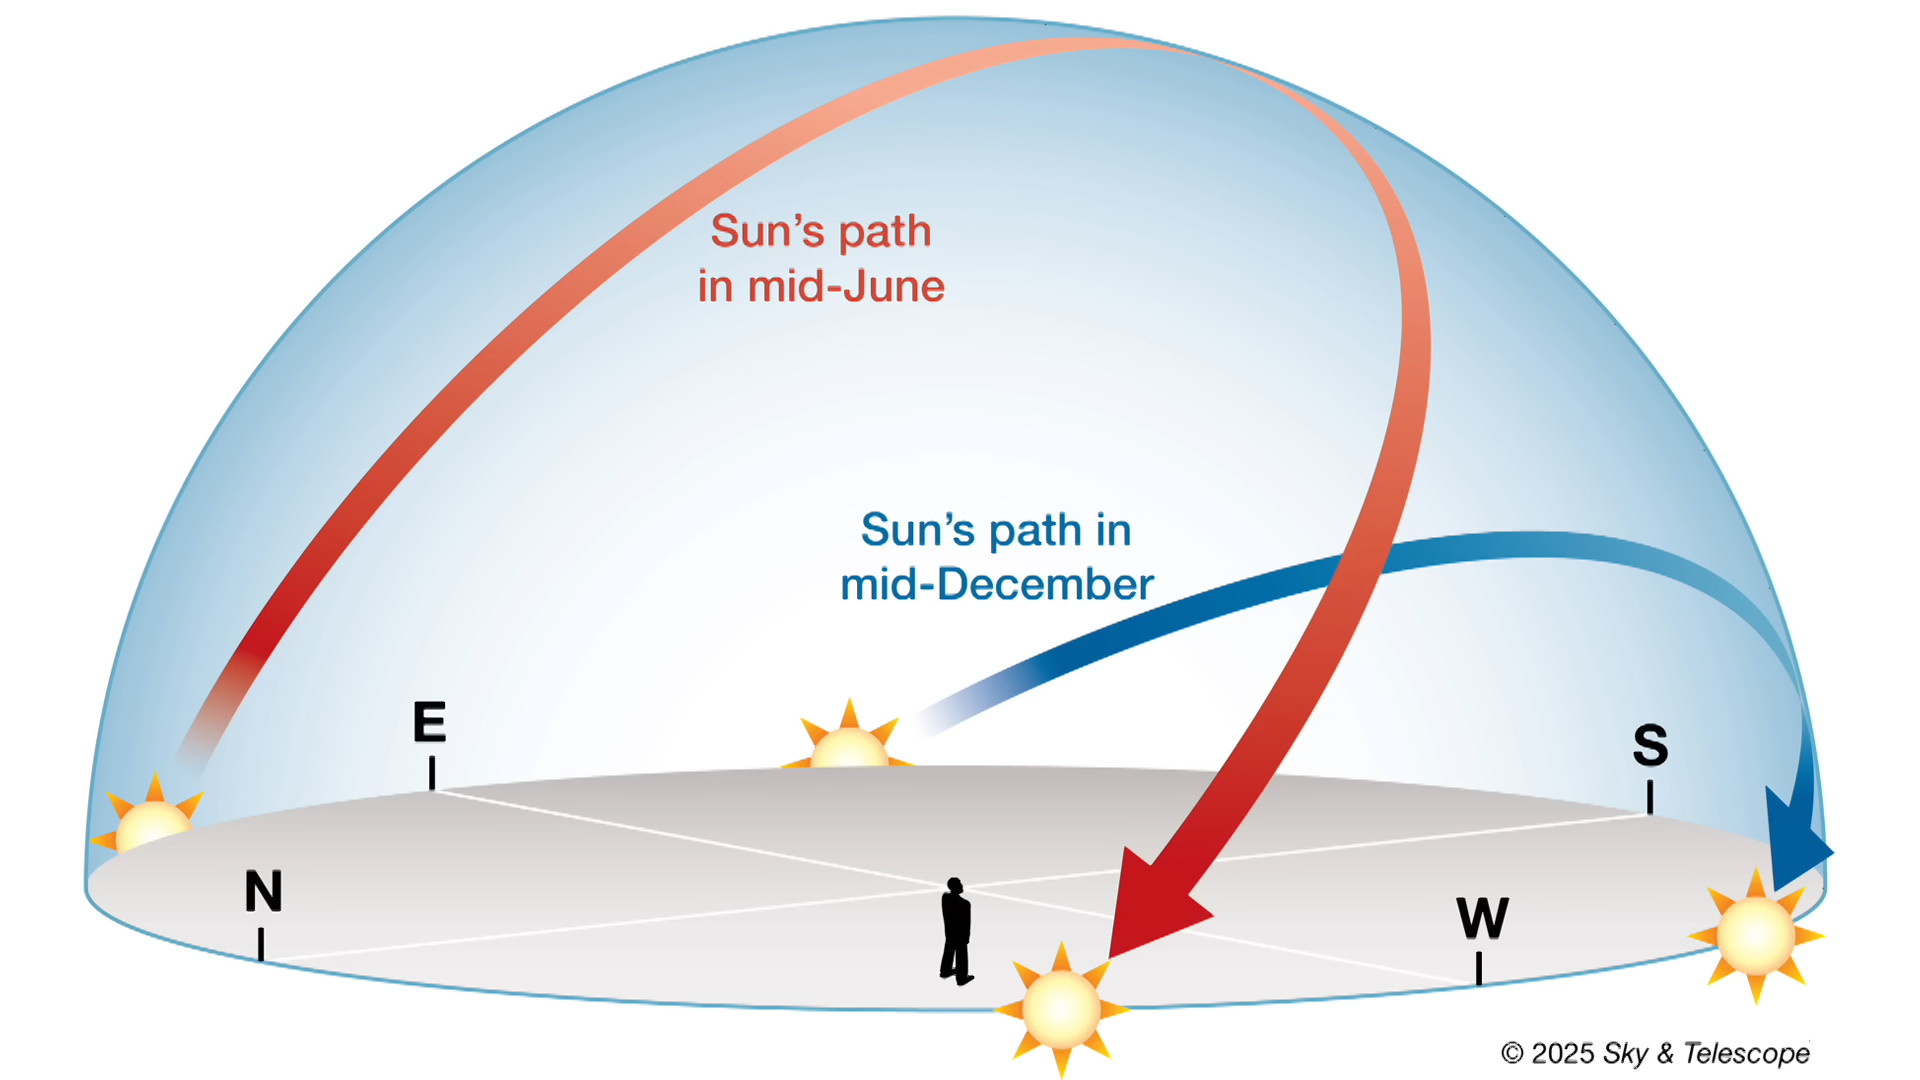 Sun’s path
in mid-June
Sun’s path in
mid-December
E
S
N
W
© 2025 Sky & Telescope